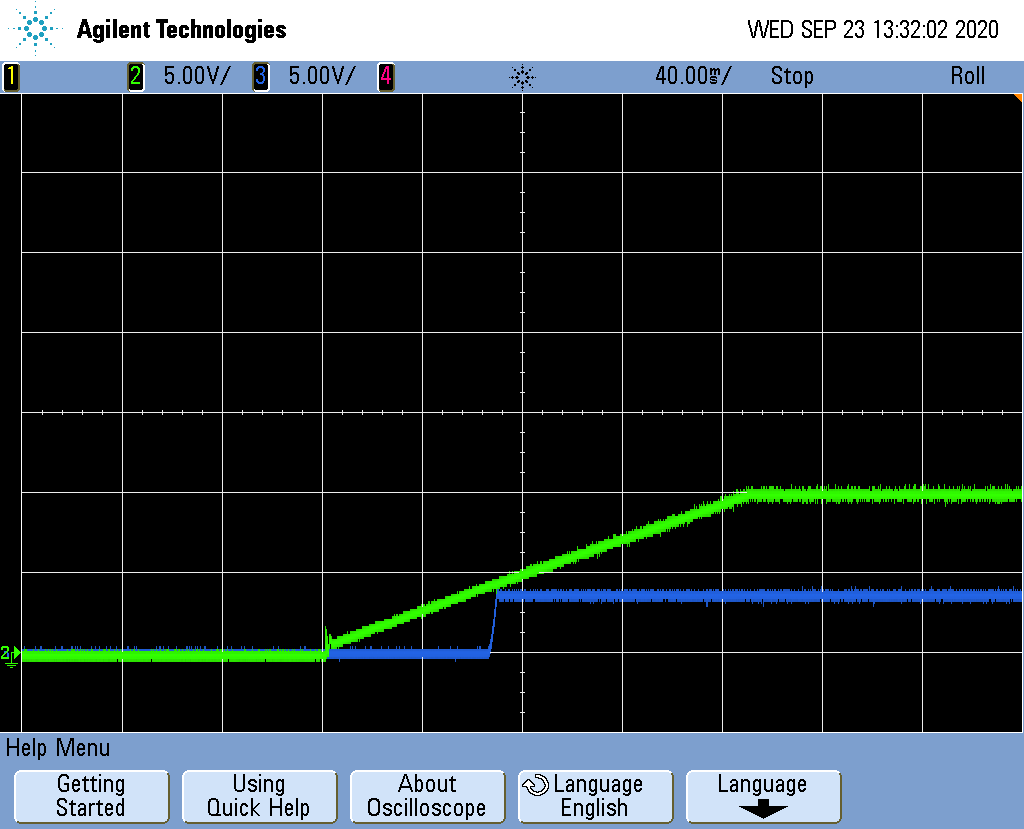 Agilent Technologies WED SEP 23 13:32:02 2020
1 2 5.00V/ 3 5.00V/ 4 40.00ms/ Stop Roll
2
Help Menu
Getting
Started
Using
Quick Help
About
Oscilloscope
Language
English
Language